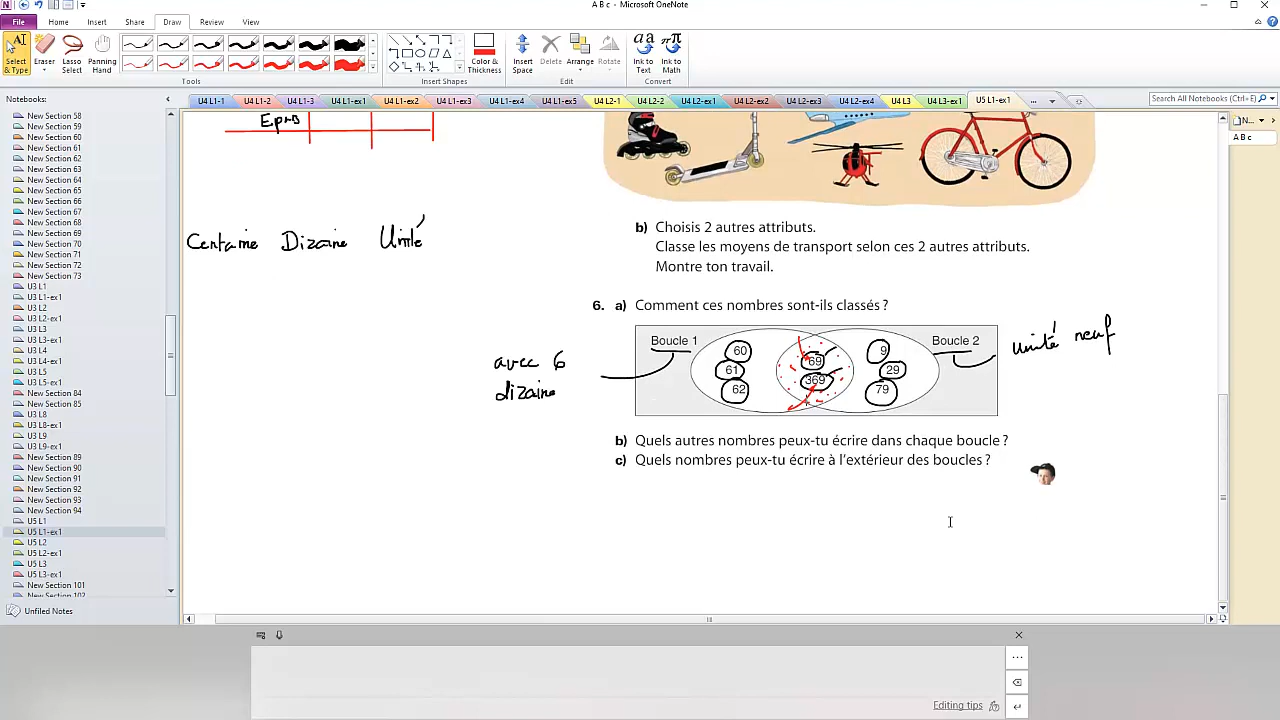 A B c - Microsoft OneNote
File Home Insert Draw Review View
Select & Type Eraser Lasso Select Panning Hand Color & Thickness Insert Space Delete Arrange Rotate Ink to Text Ink to Math
Tools Insert Shapes Edit Convert
Notebooks:
U4 L1-1 U4 L1-2 U4 L1-3 U4 L1-ex1 U4 L1-ex2 U4 L1-ex3 U4 L1-ex4 U4 L1-ex5 U4 L2-1 U4 L2-2 U4 L2-ex1 U4 L2-ex2 U4 L2-ex3 U4 L2-ex4 U4 L3 U4 L3-ex1 U5 L1-ex1 ...
Search All Notebooks (Ctrl+E)
N...
A B c
New Section 58
New Section 59
New Section 60
New Section 61
New Section 62
New Section 63
New Section 64
New Section 65
New Section 66
New Section 67
New Section 68
New Section 69
New Section 70
New Section 71
New Section 72
New Section 73
U3 L1
U3 L1-ex1
U3 L2
U3 L2-ex1
U3 L3
U3 L3-ex1
U3 L4
U3 L4-ex1
U3 L5
U3 L5-ex1
New Section 84
New Section 85
U3 L8
U3 L8-ex1
U3 L9
U3 L9-ex1
New Section 89
New Section 90
New Section 91
New Section 92
New Section 93
New Section 94
U5 L1
U5 L1-ex1
U5 L2
U5 L2-ex1
U5 L3
U5 L3-ex1
New Section 101
New Section 102
Unfiled Notes
Centaine Dizaine Unité
b) Choisis 2 autres attributs.
Classe les moyens de transport selon ces 2 autres attributs.
Montre ton travail.
6. a) Comment ces nombres sont-ils classés ?
Boucle 1 Boucle 2
60 69 9
61 369 29
62 79
avec 6
dizaine
unité neuf
b) Quels autres nombres peux-tu écrire dans chaque boucle ?
c) Quels nombres peux-tu écrire à l'extérieur des boucles ?
Editing tips